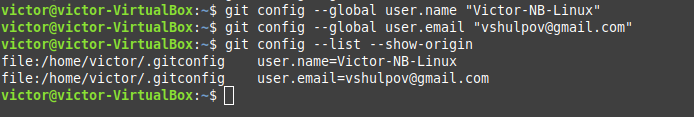 victor@victor-VirtualBox:~$ git config --global user.name "Victor-NB-Linux"
victor@victor-VirtualBox:~$ git config --global user.email "vshulpov@gmail.com"
victor@victor-VirtualBox:~$ git config --list --show-origin
file:/home/victor/.gitconfig    user.name=Victor-NB-Linux
file:/home/victor/.gitconfig    user.email=vshulpov@gmail.com
victor@victor-VirtualBox:~$